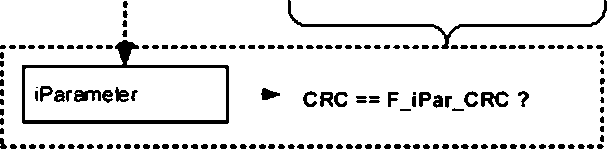 iParameter
CRC == F_iPar_CRC ?